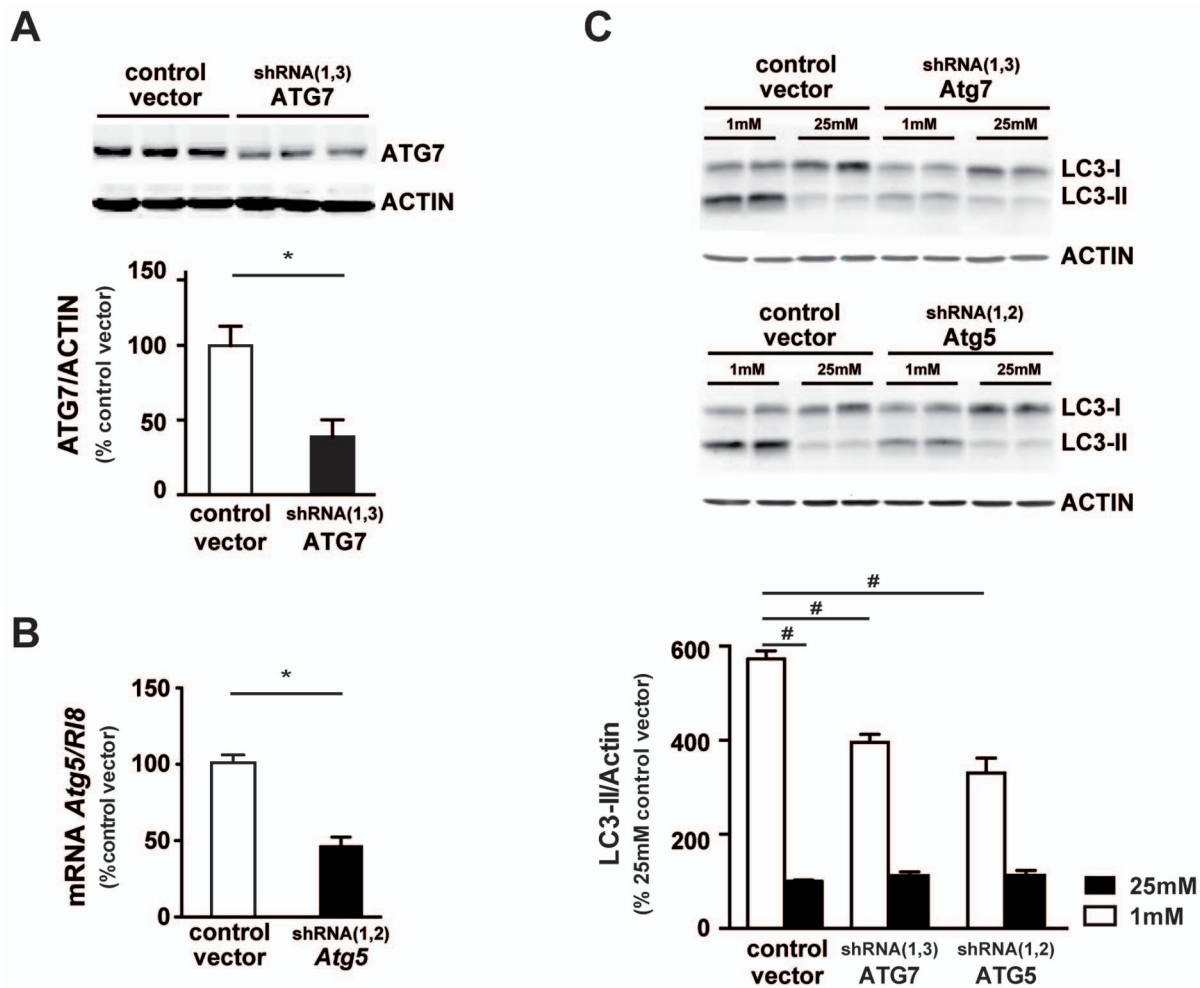 A
control
vector
shRNA(1,3)
ATG7
ATG7
ACTIN
*
150
100
50
0
ATG7/ACTIN
(% control vector)
control
vector
shRNA(1,3)
ATG7
B
*
150
100
50
0
mRNA Atg5/Rl8
(%control vector)
control
vector
shRNA(1,2)
Atg5
C
control
vector
shRNA(1,3)
Atg7
1mM 25mM 1mM 25mM
LC3-I
LC3-II
ACTIN
control
vector
shRNA(1,2)
Atg5
1mM 25mM 1mM 25mM
LC3-I
LC3-II
ACTIN
#
#
#
600
400
200
0
LC3-II/Actin
(% 25mM control vector)
control
vector
shRNA(1,3)
ATG7
shRNA(1,2)
ATG5
25mM
1mM